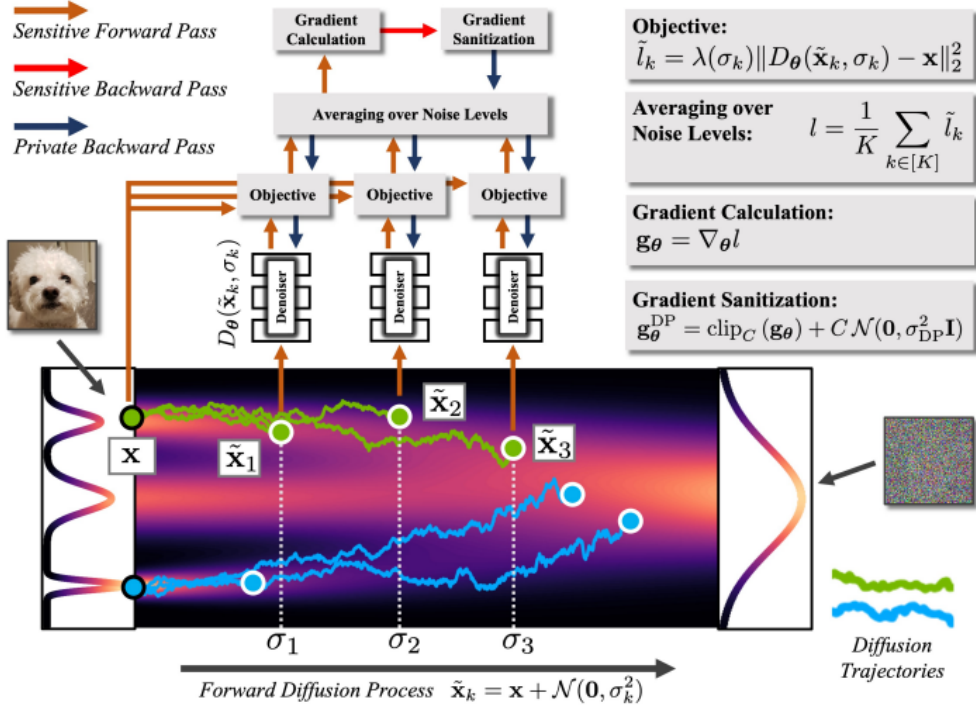 Sensitive Forward Pass
Sensitive Backward Pass
Private Backward Pass
Gradient
Calculation
Gradient
Sanitization
Averaging over Noise Levels
Objective
Objective
Objective
D_θ(x̃_k, σ_k)
Denoiser
Denoiser
Denoiser
x
x̃_1
x̃_2
x̃_3
σ_1
σ_2
σ_3
Forward Diffusion Process x̃_k = x + N(0, σ_k^2)
Diffusion
Trajectories
Objective:
l̃_k = λ(σ_k)‖D_θ(x̃_k, σ_k) − x‖_2^2
Averaging over
Noise Levels: l = 1/K ∑_{k∈[K]} l̃_k
Gradient Calculation:
g_θ = ∇_θ l
Gradient Sanitization:
g_θ^DP = clip_C (g_θ) + C N(0, σ_DP^2 I)